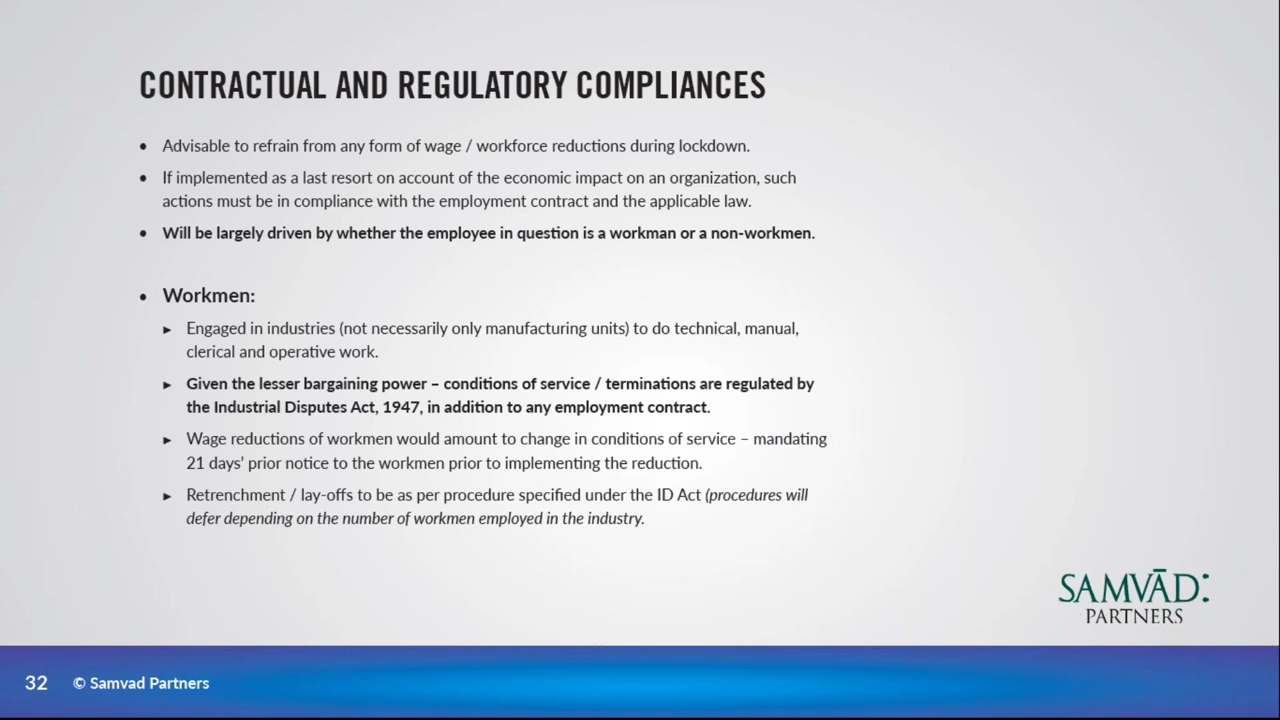 CONTRACTUAL AND REGULATORY COMPLIANCES
• Advisable to refrain from any form of wage / workforce reductions during lockdown.
• If implemented as a last resort on account of the economic impact on an organization, such
actions must be in compliance with the employment contract and the applicable law.
• Will be largely driven by whether the employee in question is a workman or a non-workmen.
• Workmen:
► Engaged in industries (not necessarily only manufacturing units) to do technical, manual,
clerical and operative work.
► Given the lesser bargaining power – conditions of service / terminations are regulated by
the Industrial Disputes Act, 1947, in addition to any employment contract.
► Wage reductions of workmen would amount to change in conditions of service – mandating
21 days’ prior notice to the workmen prior to implementing the reduction.
► Retrenchment / lay-offs to be as per procedure specified under the ID Act (procedures will
defer depending on the number of workmen employed in the industry.
SAMVĀD:
PARTNERS
32 © Samvad Partners